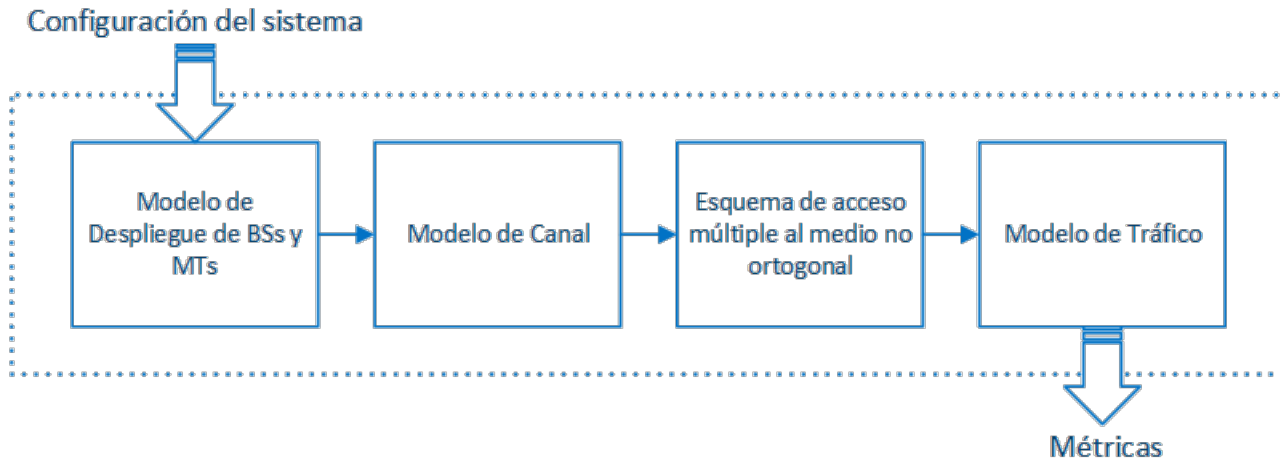 Configuración del sistema
Modelo de
Despliegue de BSs y
MTs
Modelo de Canal
Esquema de acceso
múltiple al medio no
ortogonal
Modelo de Tráfico
Métricas